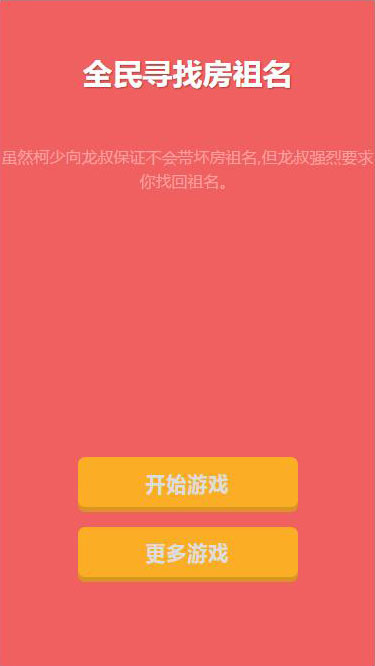 全民寻找房祖名
虽然柯少向龙叔保证不会带坏房祖名,但龙叔强烈要求
你找回祖名。
开始游戏
更多游戏